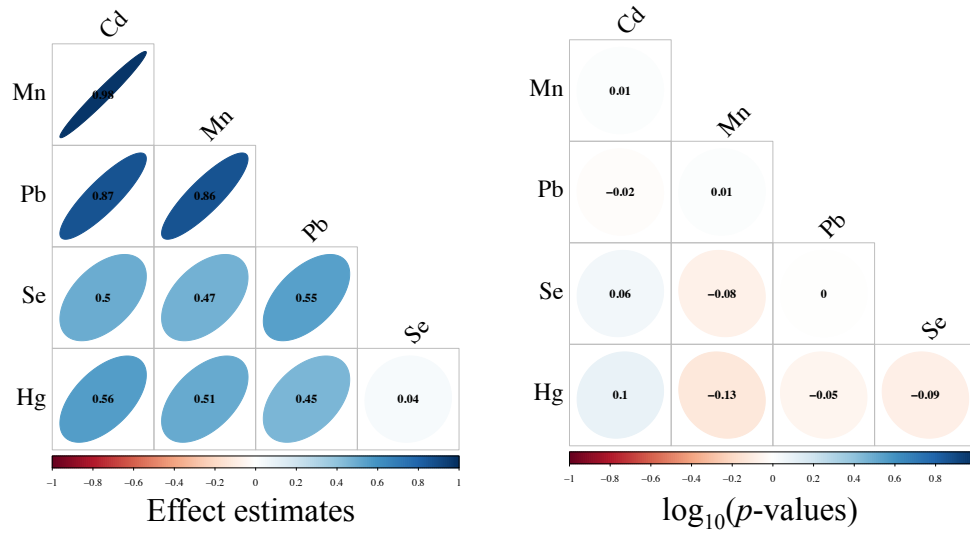 Cd
Mn
0.98
Mn
Pb
0.87
0.86
Pb
Se
0.5
0.47
0.55
Se
Hg
0.56
0.51
0.45
0.04
−1 −0.8 −0.6 −0.4 −0.2 0 0.2 0.4 0.6 0.8 1
Effect estimates
Cd
Mn
0.01
Mn
Pb
−0.02
0.01
Pb
Se
0.06
−0.08
0
Se
Hg
0.1
−0.13
−0.05
−0.09
−1 −0.8 −0.6 −0.4 −0.2 0 0.2 0.4 0.6 0.8
log10(p-values)